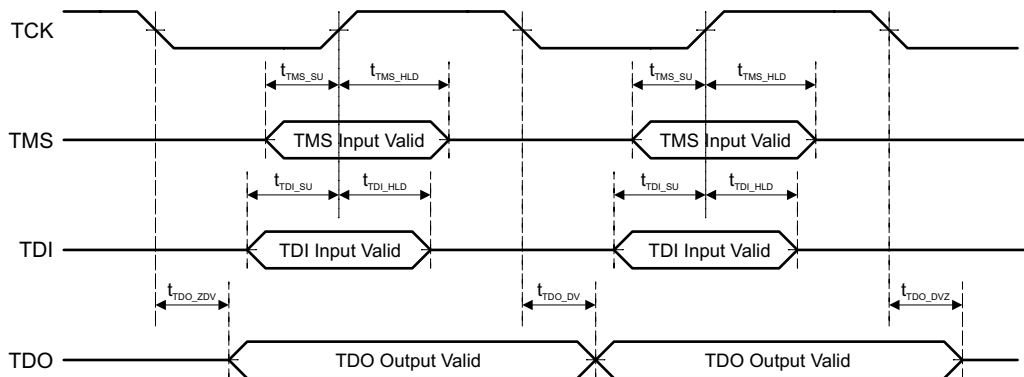 TCK
tTMS_SU tTMS_HLD tTMS_SU tTMS_HLD
TMS TMS Input Valid TMS Input Valid
tTDI_SU tTDI_HLD tTDI_SU tTDI_HLD
TDI TDI Input Valid TDI Input Valid
tTDO_ZDV tTDO_DV tTDO_DVZ
TDO TDO Output Valid TDO Output Valid